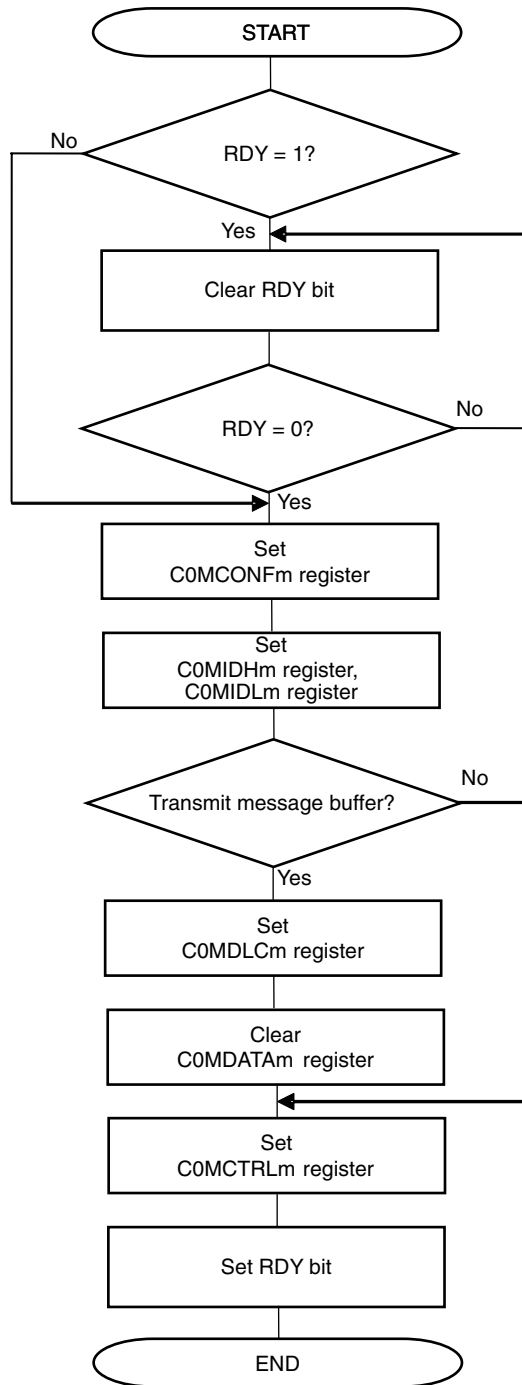 START
No
RDY = 1?
Yes
Clear RDY bit
No
RDY = 0?
Yes
Set
C0MCONFm register
Set
C0MIDHm register,
C0MIDLm register
No
Transmit message buffer?
Yes
Set
C0MDLCm register
Clear
C0MDATAm register
Set
C0MCTRLm register
Set RDY bit
END